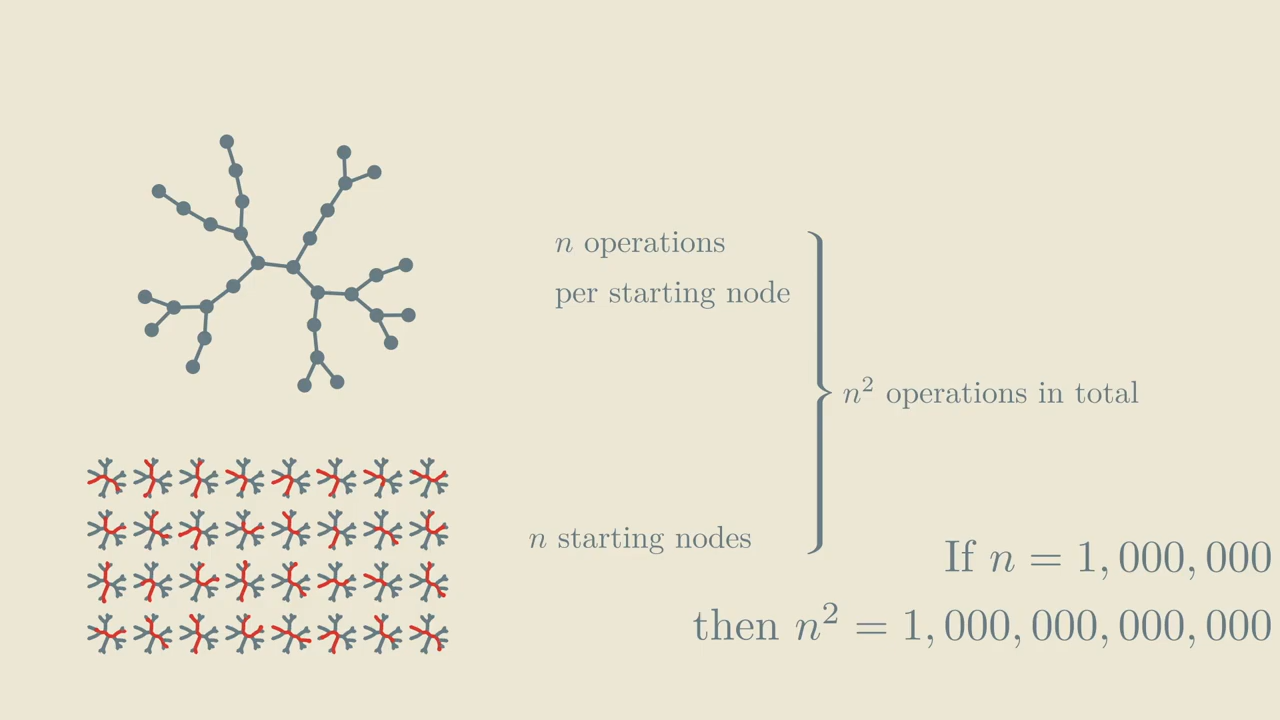 n operations
per starting node
n² operations in total
n starting nodes
If n = 1,000,000
then n² = 1,000,000,000,000